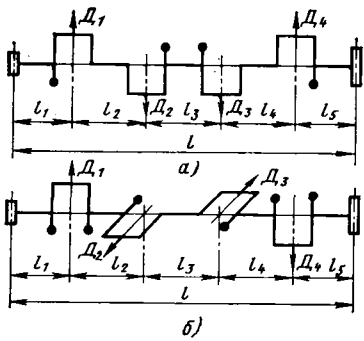 Д₁ Д₄
Д₂ Д₃
l₁ l₂ l₃ l₄ l₅
l
а)
Д₁ Д₃
Д₂ Д₄
l₁ l₂ l₃ l₄ l₅
l
б)